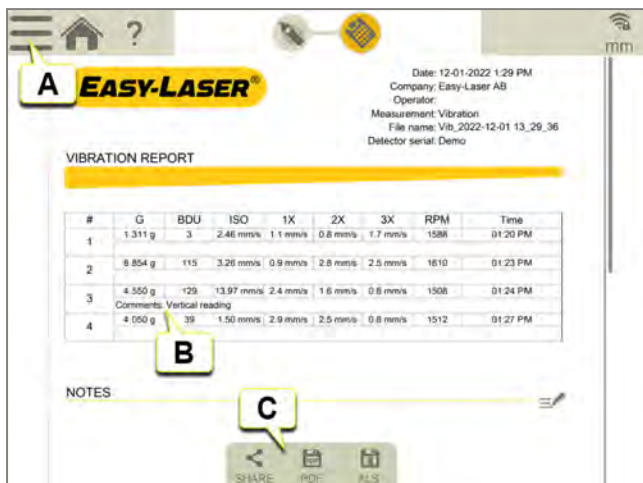 ?
mm
A
EASY-LASER®
Date: 12-01-2022 1:29 PM
Company: Easy-Laser AB
Operator:
Measurement: Vibration
File name: Vib_2022-12-01 13_29_36
Detector serial: Demo
VIBRATION REPORT
# G BDU ISO 1X 2X 3X RPM Time
1 1.311 g 3 2.46 mm/s 1.1 mm/s 0.8 mm/s 1.7 mm/s 1588 01:20 PM
2 6.854 g 115 3.26 mm/s 0.9 mm/s 2.8 mm/s 2.5 mm/s 1610 01:23 PM
3 4.550 g 129 13.97 mm/s 2.4 mm/s 1.6 mm/s 0.6 mm/s 1508 01:24 PM
Comments: Vertical reading
4 4.050 g 39 1.50 mm/s 2.9 mm/s 2.5 mm/s 0.8 mm/s 1512 01:27 PM
B
NOTES
C
SHARE PDF XLS